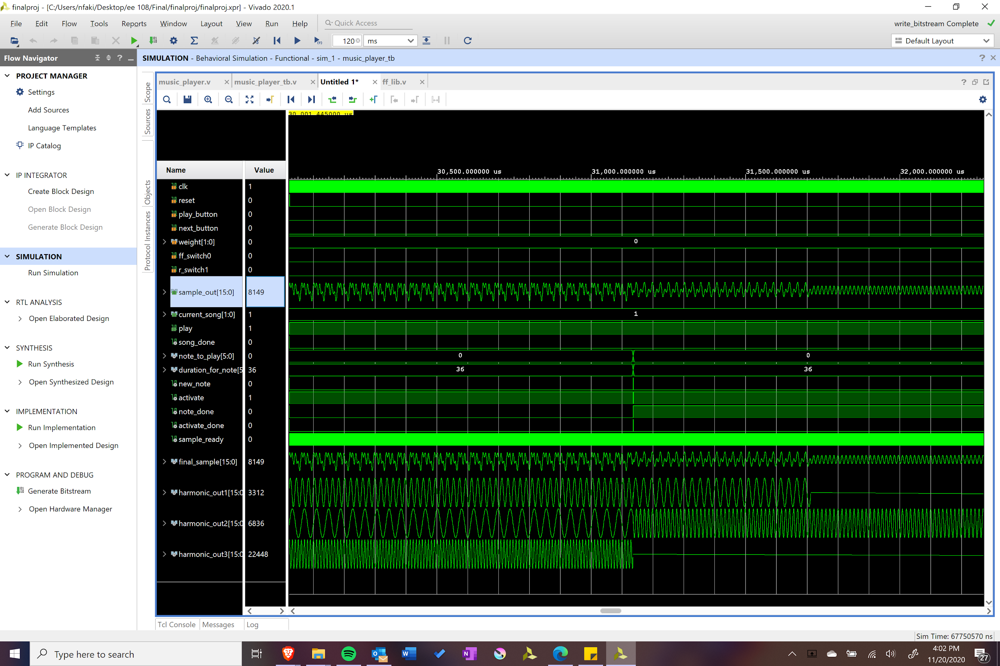 finalproj - [C:/Users/nfaki/Desktop/ee 108/Final/finalproj/finalproj.xpr] - Vivado 2020.1
File Edit Flow Tools Reports Window Layout View Run Help Quick Access
write_bitstream Complete
120 ms
Default Layout
Flow Navigator
PROJECT MANAGER
Settings
Add Sources
Language Templates
IP Catalog
IP INTEGRATOR
Create Block Design
Open Block Design
Generate Block Design
SIMULATION
Run Simulation
RTL ANALYSIS
Open Elaborated Design
SYNTHESIS
Run Synthesis
Open Synthesized Design
IMPLEMENTATION
Run Implementation
Open Implemented Design
PROGRAM AND DEBUG
Generate Bitstream
Open Hardware Manager
SIMULATION - Behavioral Simulation - Functional - sim_1 - music_player_tb
Scope
Sources
Objects
Protocol Instances
music_player.v music_player_tb.v Untitled 1* ff_lib.v
30,001.445000 us
Name Value
30,500.000000 us 31,000.000000 us 31,500.000000 us 32,000.000000 us
clk 1
reset 0
play_button 0
next_button 0
weight[1:0] 0 0
ff_switch0 0
r_switch1 0
sample_out[15:0] 8149
current_song[1:0] 1 1
play 1
song_done 0
note_to_play[5:0] 0 0 0
duration_for_note[5 36 36 36
new_note 0
activate 1
note_done 0
activate_done 0
sample_ready 0
final_sample[15:0] 8149
harmonic_out1[15:0 3312
harmonic_out2[15:0 6836
harmonic_out3[15:0 22448
Tcl Console Messages Log
Sim Time: 67750570 ns
Type here to search
4:02 PM
11/20/2020
27